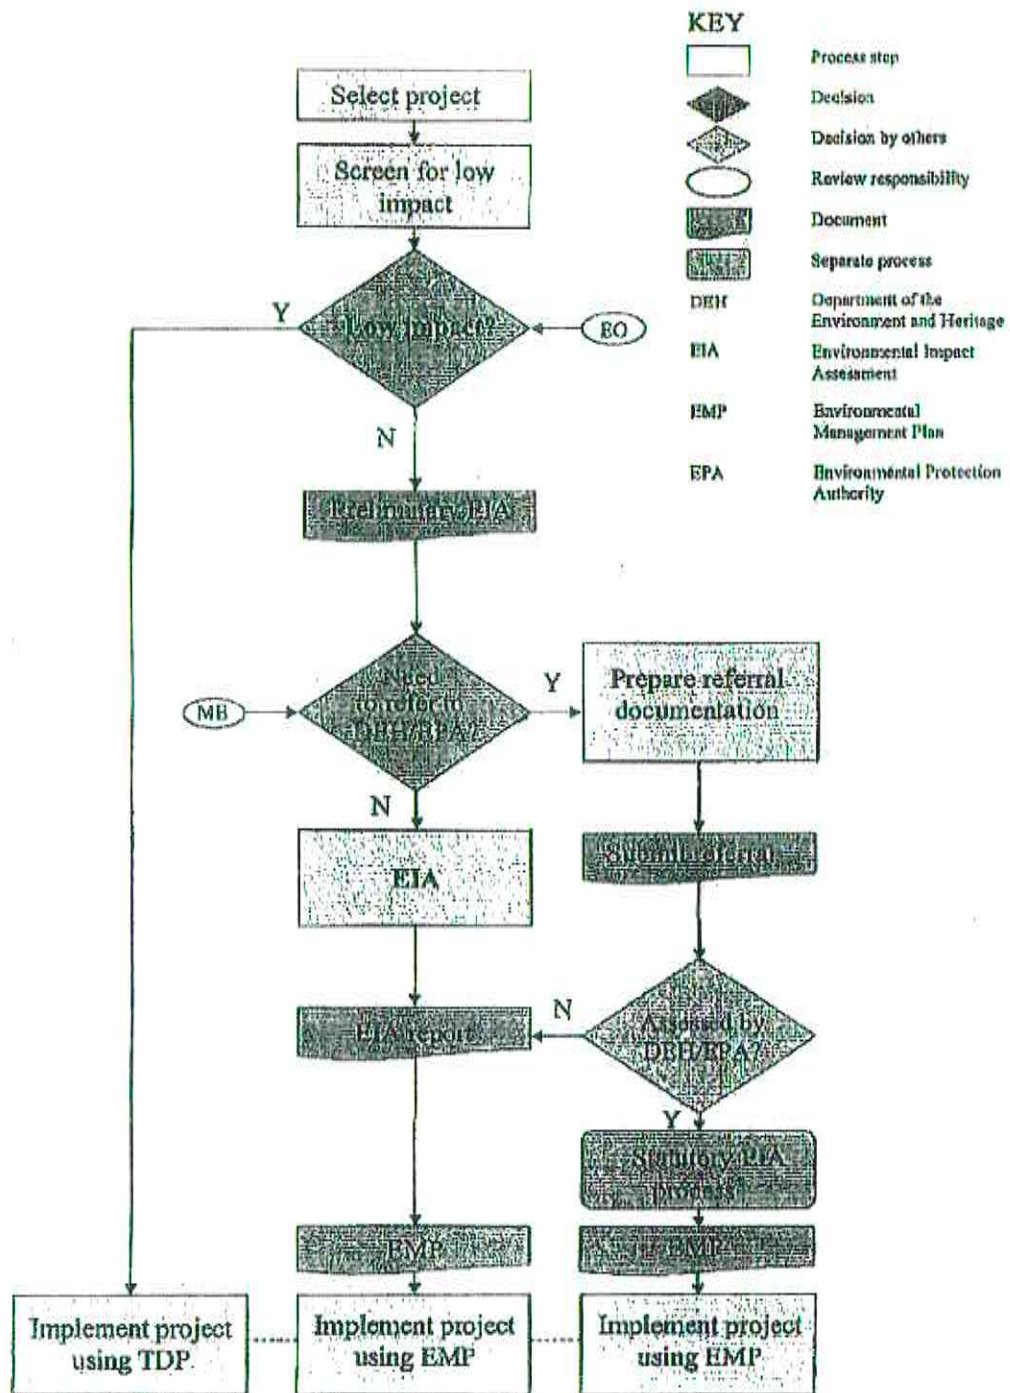 KEY
Process step
Decision
Decision by others
Review responsibility
Document
Separate process
DEH
Department of the
Environment and Heritage
EIA
Environmental Impact
Assessment
EMP
Environmental
Management Plan
EPA
Environmental Protection
Authority
Select project
Screen for low
impact
Y
Low impact?
EO
N
Preliminary EIA
MB
Need
to refer to
DEH/EPA?
Y
Prepare referral
documentation
N
EIA
Submit referral
EIA report
N
Assessed by
DEH/EPA?
Y
Statutory EIA
process
EMP
EMP
Implement project
using TDP
Implement project
using EMP
Implement project
using EMP